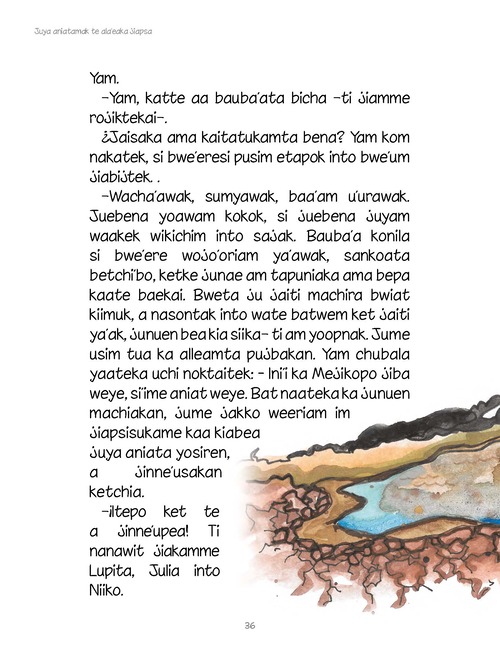 Juya aniatamak te ala'eaka jiapsa
Yam.
–Yam, katte aa bauba'ata bicha –ti jiamme
rojiktekai–.
¿Jaisaka ama kaitatukamta bena? Yam kom
nakatek, si bwe'eresi pusim etapok into bwe'um
jiabijtek. .
–Wacha'awak, sumyawak, baa'am u'urawak.
Juebena yoawam kokok, si juebena juyam
waakek wikichim into sajak. Bauba'a konila
si bwe'ere wojo'oriam ya'awak, sankoata
betchi'bo, ketke junae am tapuniaka ama bepa
kaate baekai. Bweta ju jaiti machira bwiat
kiimuk, a nasontak into wate batwem ket jaiti
ya'ak, junuen bea kia siika– ti am yoopnak. Jume
usim tua ka alleamta pujbakan. Yam chubala
yaateka uchi noktaitek: - Inii'i ka Mejikopo jiba
weye, si'ime aniat weye. Bat naateka ka junuen
machiakan, jume jakko weeriam im
jiapsisukame kaa kiabea
juya aniata yosiren,
a jinne'usakan
ketchia.
–¡Itepo ket te
a jinne'upea! Ti
nanawit jiakamme
Lupita, Julia into
Niiko.
36